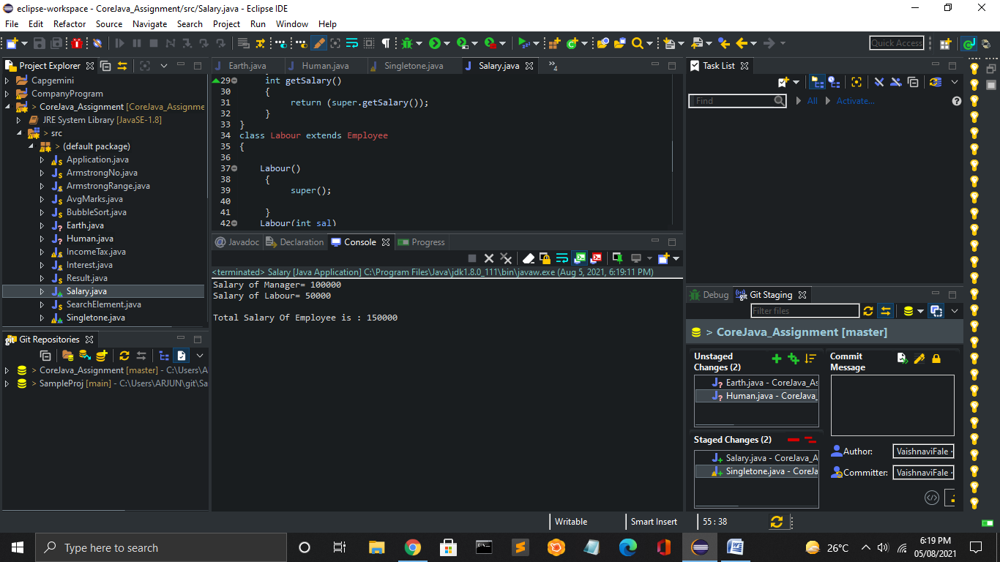 eclipse-workspace - CoreJava_Assignment/src/Salary.java - Eclipse IDE
File Edit Refactor Source Navigate Search Project Run Window Help
Quick Access
Project Explorer
Capgemini
CompanyProgram
> CoreJava_Assignment [CoreJava_Assignme
JRE System Library [JavaSE-1.8]
> src
> (default package)
Application.java
ArmstrongNo.java
ArmstrongRange.java
AvgMarks.java
BubbleSort.java
Earth.java
Human.java
IncomeTax.java
Interest.java
Result.java
Salary.java
SearchElement.java
Singletone.java
Git Repositories
> CoreJava_Assignment [master] - C:\Users\A
> SampleProj [main] - C:\Users\ARJUN\git\Sa
Earth.java Human.java Singletone.java Salary.java »4
29 int getSalary()
30 {
31 return (super.getSalary());
32 }
33 }
34 class Labour extends Employee
35 {
36
37 Labour()
38 {
39 super();
40
41 }
42 Labour(int sal)
Javadoc Declaration Console Progress
<terminated> Salary [Java Application] C:\Program Files\Java\jdk1.8.0_111\bin\javaw.exe (Aug 5, 2021, 6:19:11 PM)
Salary of Manager= 100000
Salary of Labour= 50000
Total Salary Of Employee is : 150000
Task List
Find All Activate...
Debug Git Staging
Filter files
> CoreJava_Assignment [master]
Unstaged Changes (2)
Earth.java - CoreJava_As
Human.java - CoreJava_
Staged Changes (2)
Salary.java - CoreJava_A
Singletone.java - CoreJa
Commit Message
Author: VaishnaviFale
Committer: VaishnaviFale
Writable Smart Insert 55 : 38
Type here to search
26°C
6:19 PM
05/08/2021